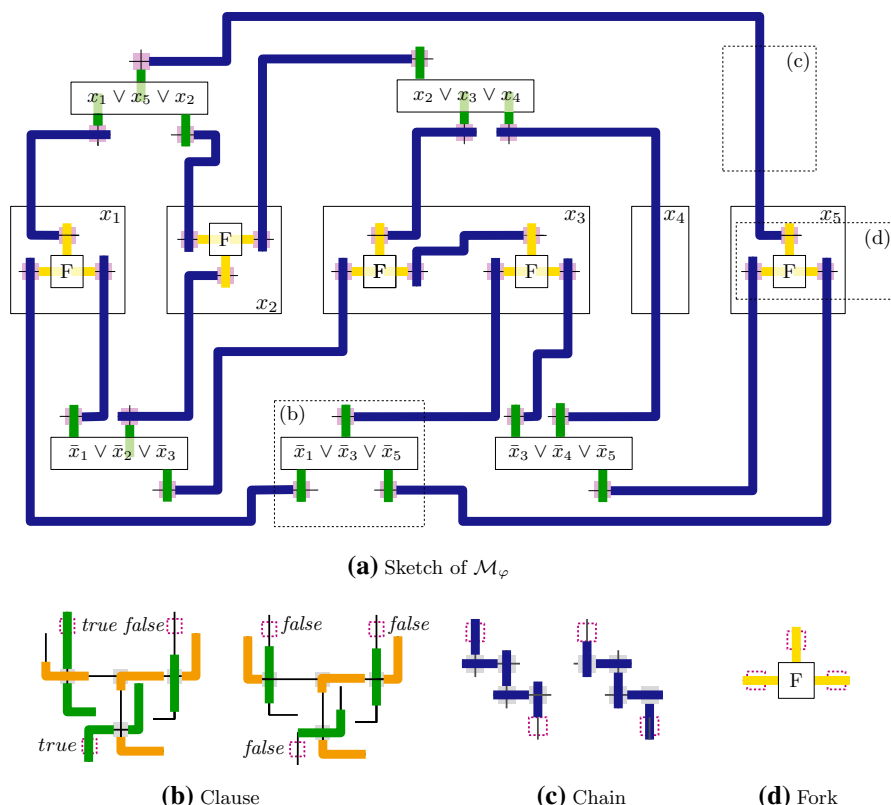 (c)
x₁ ∨ x₅ ∨ x₂
x₂ ∨ x₃ ∨ x₄
x₁
x₃
x₄
x₅
F
(d)
F
F
F
F
x₂
(b)
x̄₁ ∨ x̄₂ ∨ x̄₃
x̄₁ ∨ x̄₃ ∨ x̄₅
x̄₃ ∨ x̄₄ ∨ x̄₅
(a) Sketch of ℳφ
true false
false
false
F
true
false
(b) Clause
(c) Chain
(d) Fork